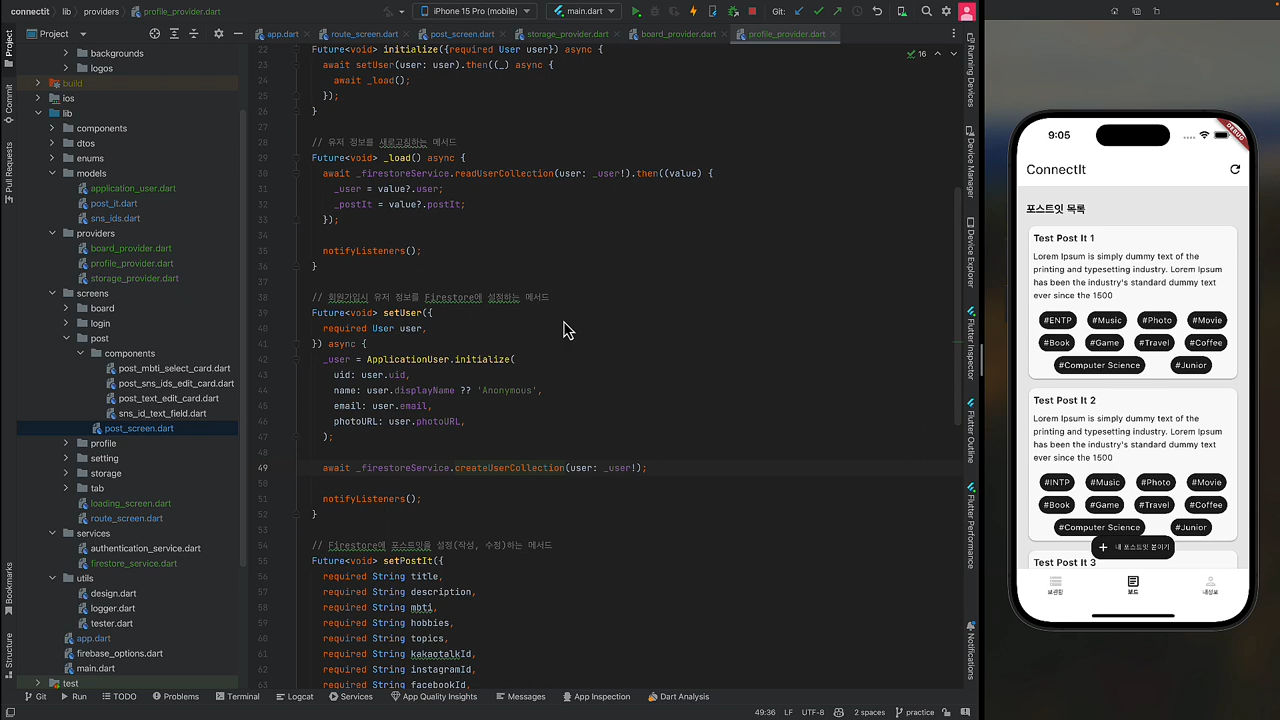 connectit
lib
providers
profile_provider.dart
iPhone 15 Pro (mobile)
main.dart
Git:
Project
app.dart
route_screen.dart
post_screen.dart
storage_provider.dart
board_provider.dart
profile_provider.dart
backgrounds
logos
build
ios
lib
components
dtos
enums
models
application_user.dart
post_it.dart
sns_ids.dart
providers
board_provider.dart
profile_provider.dart
storage_provider.dart
screens
board
login
post
components
post_mbti_select_card.dart
post_sns_ids_edit_card.dart
post_text_edit_card.dart
sns_id_text_field.dart
post_screen.dart
profile
setting
storage
tab
loading_screen.dart
route_screen.dart
services
authentication_service.dart
firestore_service.dart
utils
design.dart
logger.dart
tester.dart
app.dart
firebase_options.dart
main.dart
test
Project
Commit
Pull Requests
Bookmarks
Structure
16
22 Future<void> initialize({required User user}) async {
23 await setUser(user: user).then((_) async {
24 await _load();
25 });
26 }
27
28 // 유저 정보를 새로고침하는 메서드
29 Future<void> _load() async {
30 await _firestoreService.readUserCollection(user: _user!).then((value) {
31 _user = value?.user;
32 _postIt = value?.postIt;
33 });
34
35 notifyListeners();
36 }
37
38 // 회원가입시 유저 정보를 Firestore에 설정하는 메서드
39 Future<void> setUser({
40 required User user,
41 }) async {
42 _user = ApplicationUser.initialize(
43 uid: user.uid,
44 name: user.displayName ?? 'Anonymous',
45 email: user.email,
46 photoURL: user.photoURL,
47 );
48
49 await _firestoreService.createUserCollection(user: _user!);
50
51 notifyListeners();
52 }
53
54 // Firestore에 포스트잇을 설정(작성, 수정)하는 메서드
55 Future<void> setPostIt({
56 required String title,
57 required String description,
58 required String mbti,
59 required String hobbies,
60 required String topics,
61 required String kakaotalkId,
62 required String instagramId,
63 required String facebookId,
Running Devices
Device Manager
Device Explorer
Flutter Inspector
Flutter Outline
Flutter Performance
Notifications
Git
Run
TODO
Problems
Terminal
Logcat
Services
App Quality Insights
Messages
App Inspection
Dart Analysis
49:36
LF
UTF-8
2 spaces
practice
9:05
DEBUG
ConnectIt
포스트잇 목록
Test Post It 1
Lorem Ipsum is simply dummy text of the
printing and typesetting industry. Lorem Ipsum
has been the industry's standard dummy text
ever since the 1500
#ENTP #Music #Photo #Movie
#Book #Game #Travel #Coffee
#Computer Science #Junior
Test Post It 2
Lorem Ipsum is simply dummy text of the
printing and typesetting industry. Lorem Ipsum
has been the industry's standard dummy text
ever since the 1500
#INTP #Music #Photo #Movie
#Book #Game #Travel #Coffee
#Computer Science #Junior
+ 내 포스트잇 붙이기
Test Post It 3
보관함
보드
내정보